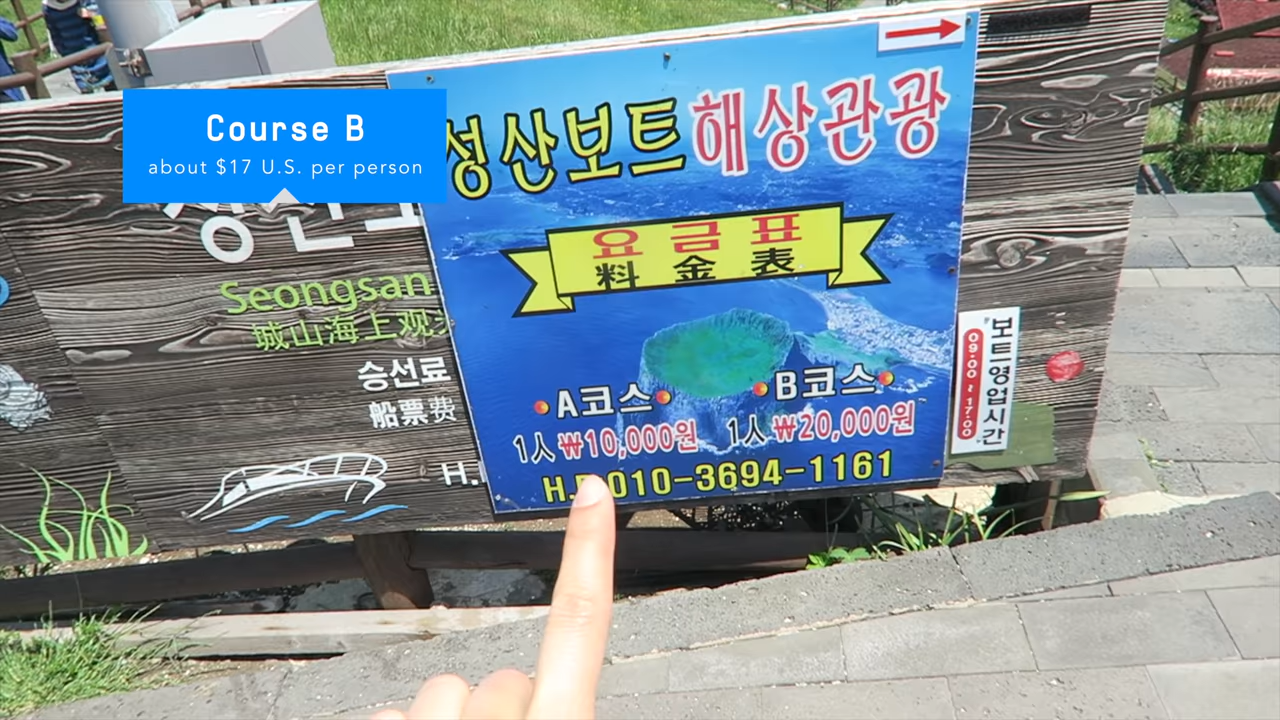 Course B
about $17 U.S. per person
성산보트해상관광
요금표
料金表
A코스
B코스
1人 ₩10,000원
1人 ₩20,000원
010-3694-1161
Seongsan
城山海上观
승선료
船票费
보트영업시간
09:00 ~ 17:00